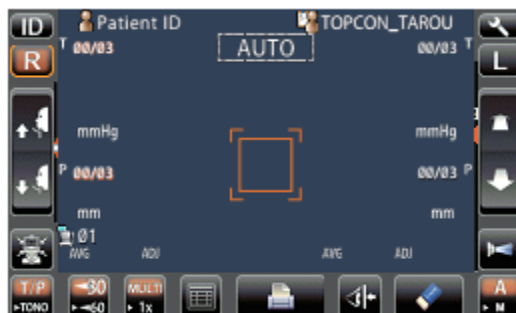 ID Patient ID TOPCON_TAROU
R T 00/03 AUTO 00/03 T L
mmHg mmHg
P 00/03 00/03 P
mm mm
01
AVG ADJ AVG ADJ
T/P -30 MULTI A
▸TONO ▸-60 ▸ 1x ▸ M